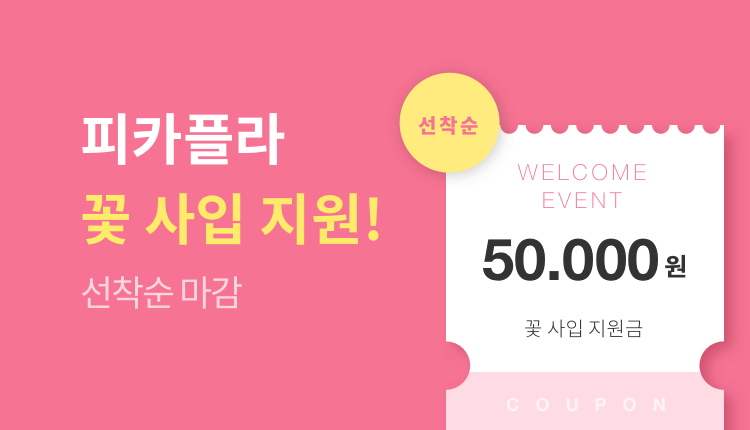 피카플라
꽃 사입 지원!
선착순 마감
선착순
WELCOME
EVENT
50.000 원
꽃 사입 지원금
COUPON